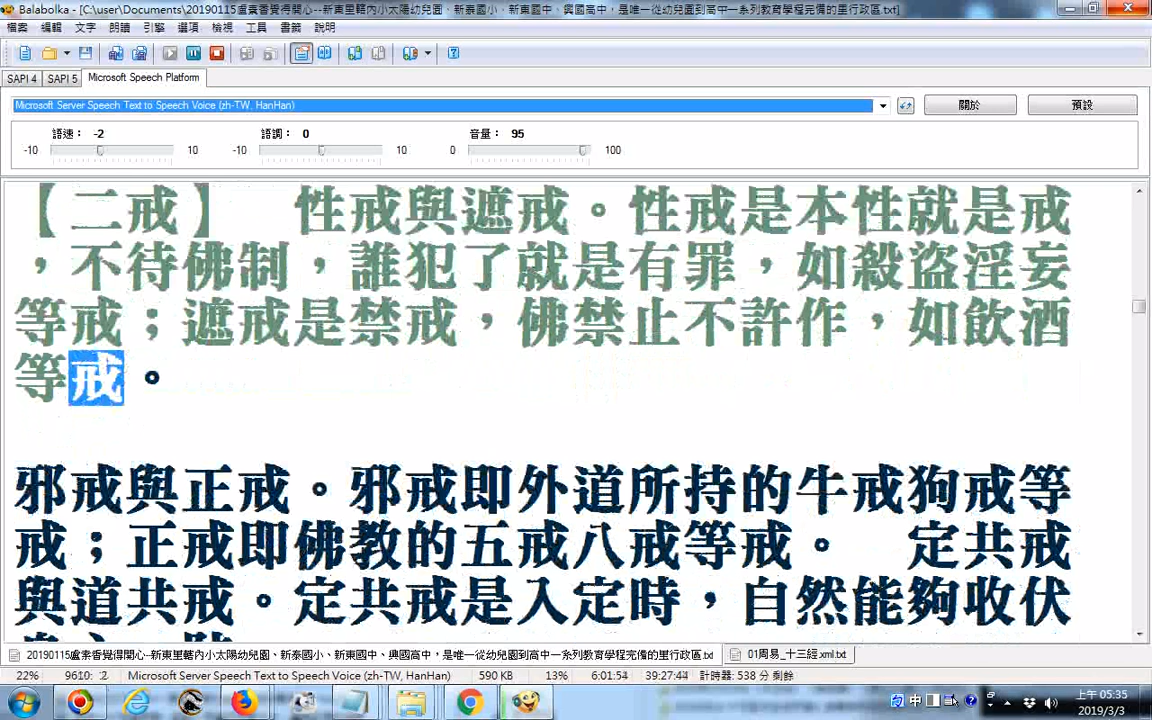 Balabolka - [C:\user\Documents\20190115盧素香覺得開心--新東里轄內小太陽幼兒園、新泰國小、新東國中、興國高中，是唯一從幼兒園到高中一系列教育學程完備的里行政區.txt]
檔案 編輯 文字 朗讀 引擎 選項 檢視 工具 書籤 說明
SAPI 4 SAPI 5 Microsoft Speech Platform
Microsoft Server Speech Text to Speech Voice (zh-TW, HanHan) 關於 預設
語速： -2 語調： 0 音量： 95
-10 10 -10 10 0 100
【二戒】　性戒與遮戒。性戒是本性就是戒
，不待佛制，誰犯了就是有罪，如殺盜淫妄
等戒；遮戒是禁戒，佛禁止不許作，如飲酒
等戒。
邪戒與正戒。邪戒即外道所持的牛戒狗戒等
戒；正戒即佛教的五戒八戒等戒。　定共戒
與道共戒。定共戒是入定時，自然能夠收伏
20190115盧素香覺得開心--新東里轄內小太陽幼兒園、新泰國小、新東國中、興國高中，是唯一從幼兒園到高中一系列教育學程完備的里行政區.txt 01周易_十三經.xml.txt
22% 9610: 2 Microsoft Server Speech Text to Speech Voice (zh-TW, HanHan) 590 KB 13% 6:01:54 39:27:44 計時器: 538 分 剩餘
中 上午 05:35
2019/3/3